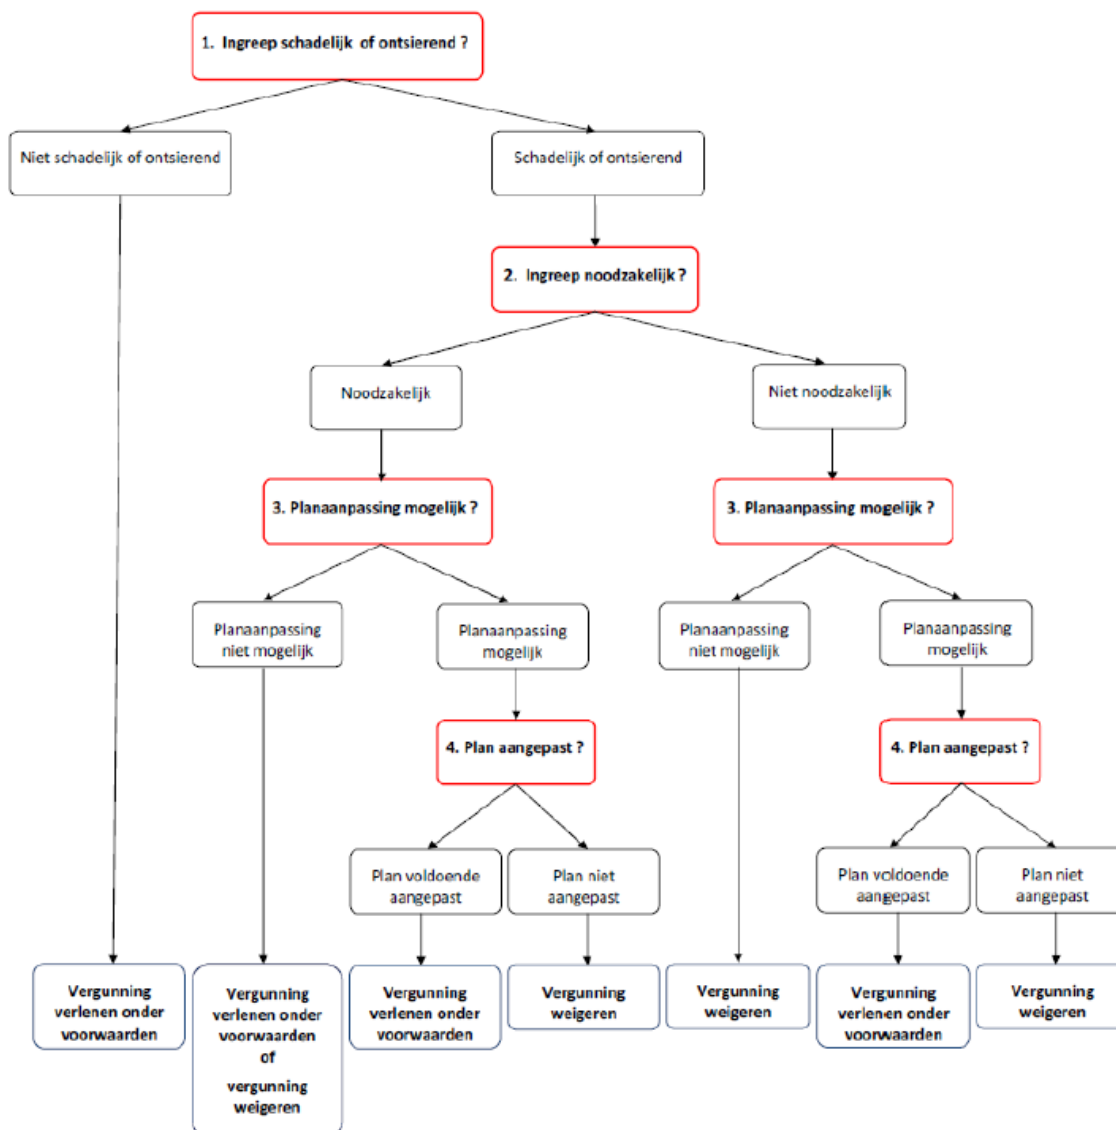 1. Ingreep schadelijk of ontsierend ?
Niet schadelijk of ontsierend
Schadelijk of ontsierend
2. Ingreep noodzakelijk ?
Noodzakelijk
Niet noodzakelijk
3. Planaanpassing mogelijk ?
3. Planaanpassing mogelijk ?
Planaanpassing
niet mogelijk
Planaanpassing
mogelijk
Planaanpassing
niet mogelijk
Planaanpassing
mogelijk
4. Plan aangepast ?
4. Plan aangepast ?
Plan voldoende
aangepast
Plan niet
aangepast
Plan voldoende
aangepast
Plan niet
aangepast
Vergunning
verlenen onder
voorwaarden
Vergunning
verlenen onder
voorwaarden
of
vergunning
weigeren
Vergunning
verlenen onder
voorwaarden
Vergunning
weigeren
Vergunning
weigeren
Vergunning
verlenen onder
voorwaarden
Vergunning
weigeren